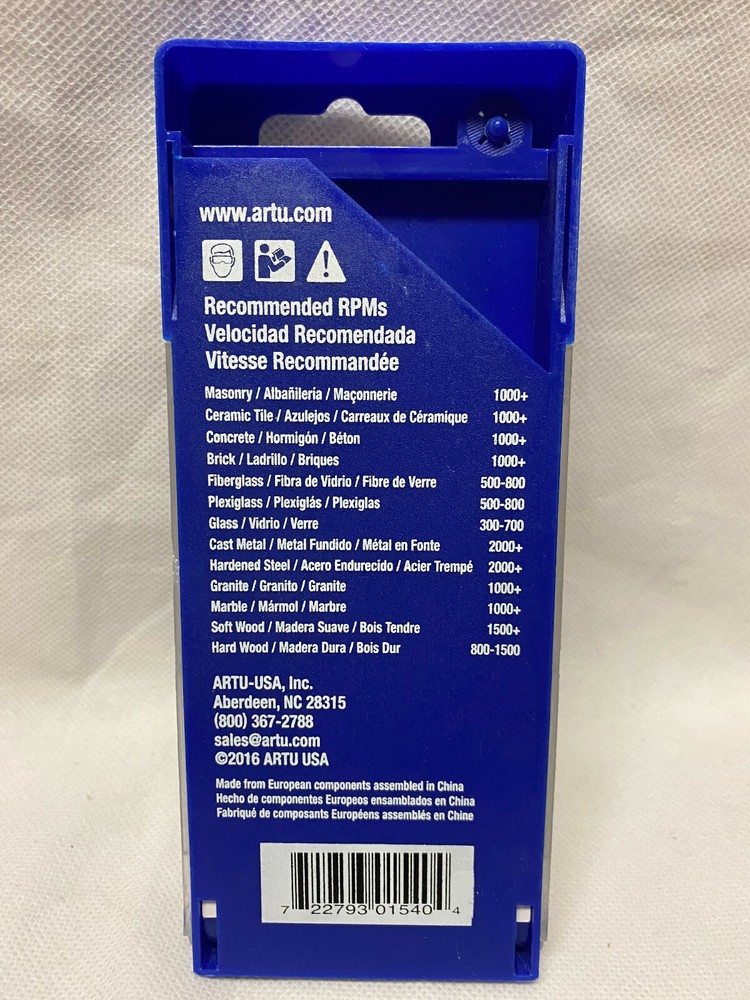 www.artu.com
Recommended RPMs
Velocidad Recomendada
Vitesse Recommandée
Masonry / Albañilería / Maçonnerie 1000+
Ceramic Tile / Azulejos / Carreaux de Céramique 1000+
Concrete / Hormigón / Béton 1000+
Brick / Ladrillo / Briques 1000+
Fiberglass / Fibra de Vidrio / Fibre de Verre 500-800
Plexiglass / Plexiglás / Plexiglas 500-800
Glass / Vidrio / Verre 300-700
Cast Metal / Metal Fundido / Métal en Fonte 2000+
Hardened Steel / Acero Endurecido / Acier Trempé 2000+
Granite / Granito / Granite 1000+
Marble / Mármol / Marbre 1000+
Soft Wood / Madera Suave / Bois Tendre 1500+
Hard Wood / Madera Dura / Bois Dur 800-1500
ARTU-USA, Inc.
Aberdeen, NC 28315
(800) 367-2788
sales@artu.com
©2016 ARTU USA
Made from European components assembled in China
Hecho de componentes Europeos ensamblados en China
Fabriqué de composants Européens assemblés en Chine
7 22793 01540 4